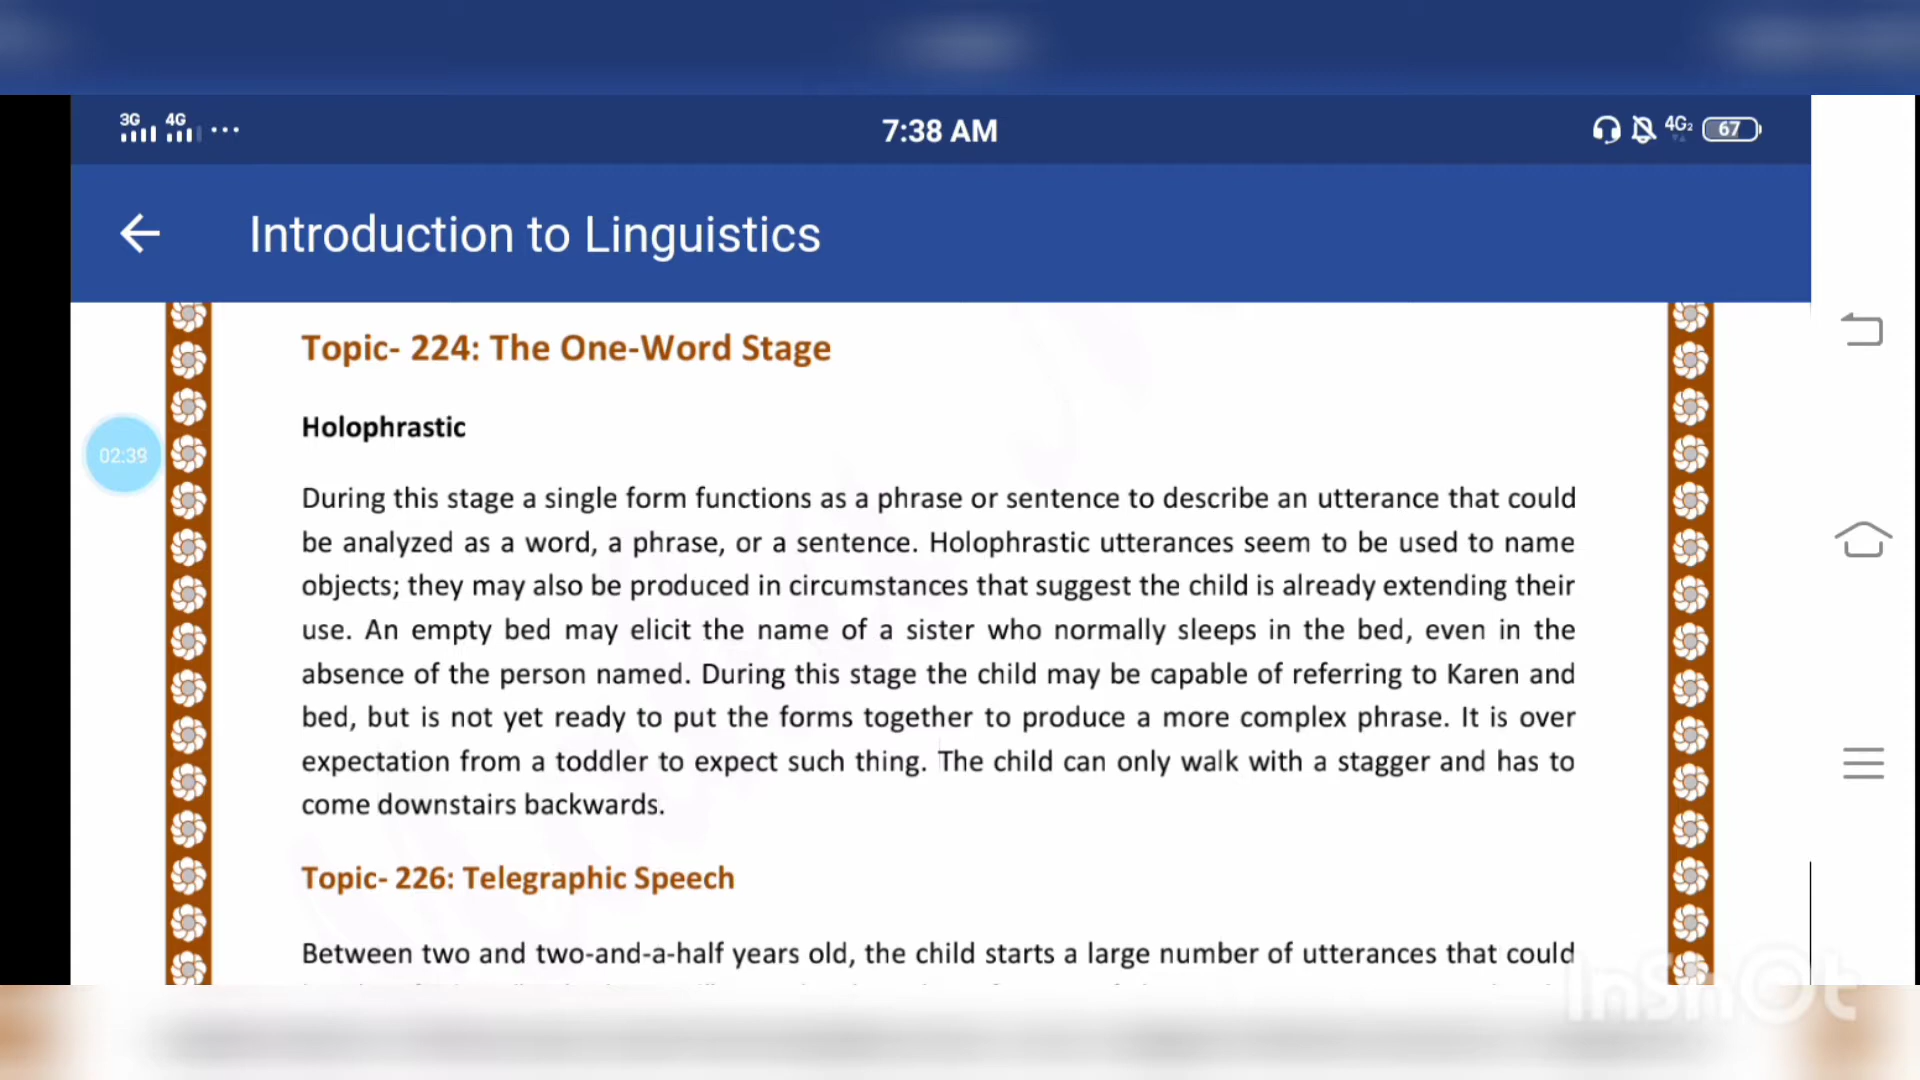 3G 4G
7:38 AM
4G2 67
Introduction to Linguistics
Topic- 224: The One-Word Stage
Holophrastic
02:39
During this stage a single form functions as a phrase or sentence to describe an utterance that could
be analyzed as a word, a phrase, or a sentence. Holophrastic utterances seem to be used to name
objects; they may also be produced in circumstances that suggest the child is already extending their
use. An empty bed may elicit the name of a sister who normally sleeps in the bed, even in the
absence of the person named. During this stage the child may be capable of referring to Karen and
bed, but is not yet ready to put the forms together to produce a more complex phrase. It is over
expectation from a toddler to expect such thing. The child can only walk with a stagger and has to
come downstairs backwards.
Topic- 226: Telegraphic Speech
Between two and two-and-a-half years old, the child starts a large number of utterances that could
InShOt